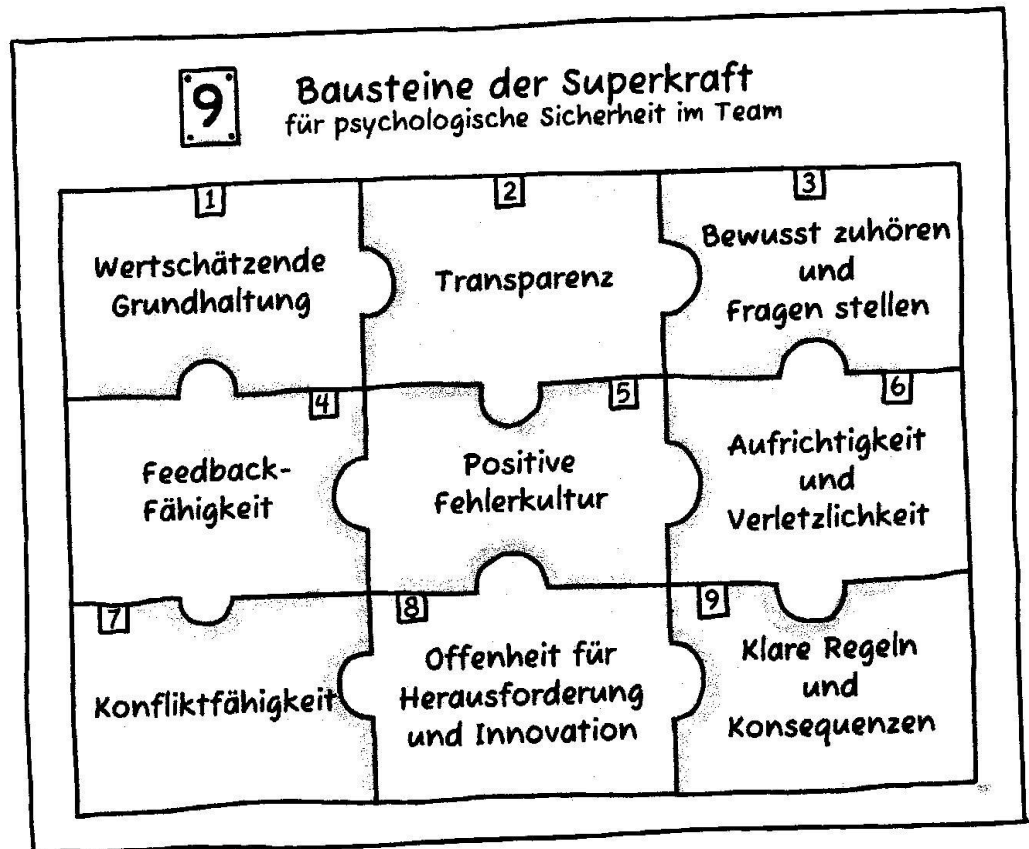 9
Bausteine der Superkraft
für psychologische Sicherheit im Team
1
Wertschätzende
Grundhaltung
2
Transparenz
3
Bewusst zuhören
und
Fragen stellen
4
Feedback-
Fähigkeit
5
Positive
Fehlerkultur
6
Aufrichtigkeit
und
Verletzlichkeit
7
Konfliktfähigkeit
8
Offenheit für
Herausforderung
und Innovation
9
Klare Regeln
und
Konsequenzen